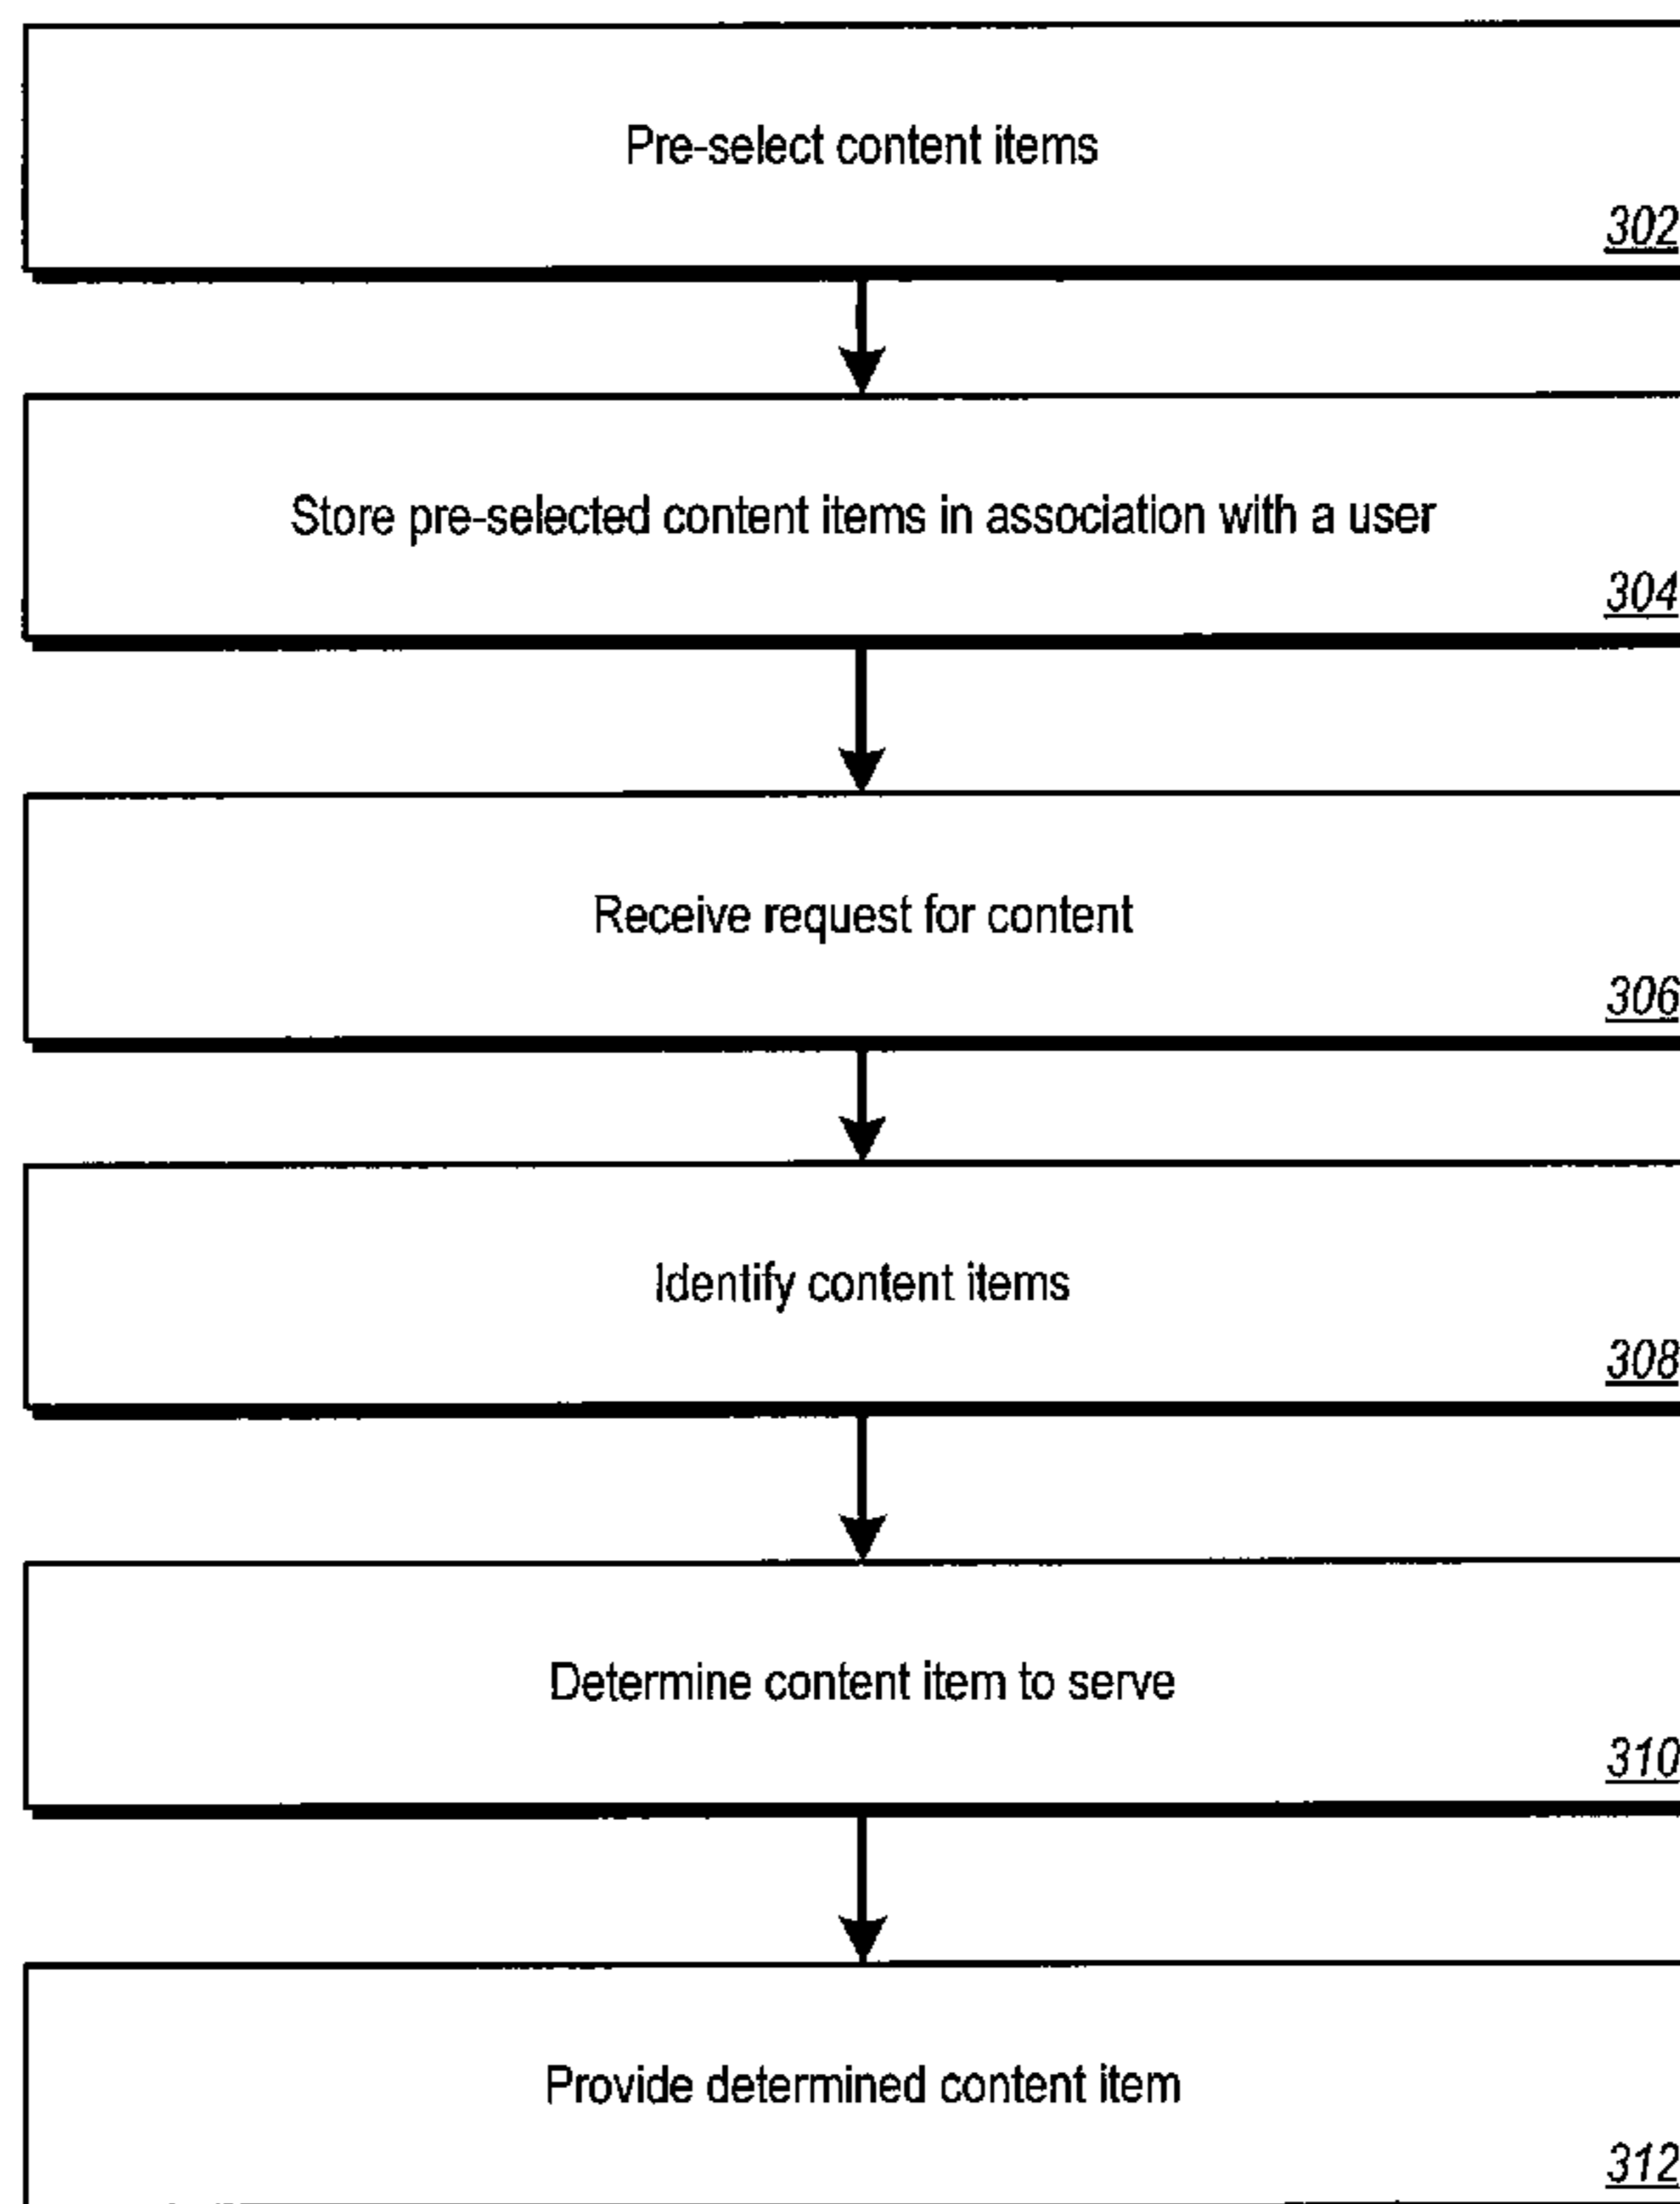 Pre-select content items
302
Store pre-selected content items in association with a user
304
Receive request for content
306
Identify content items
308
Determine content item to serve
310
Provide determined content item
312